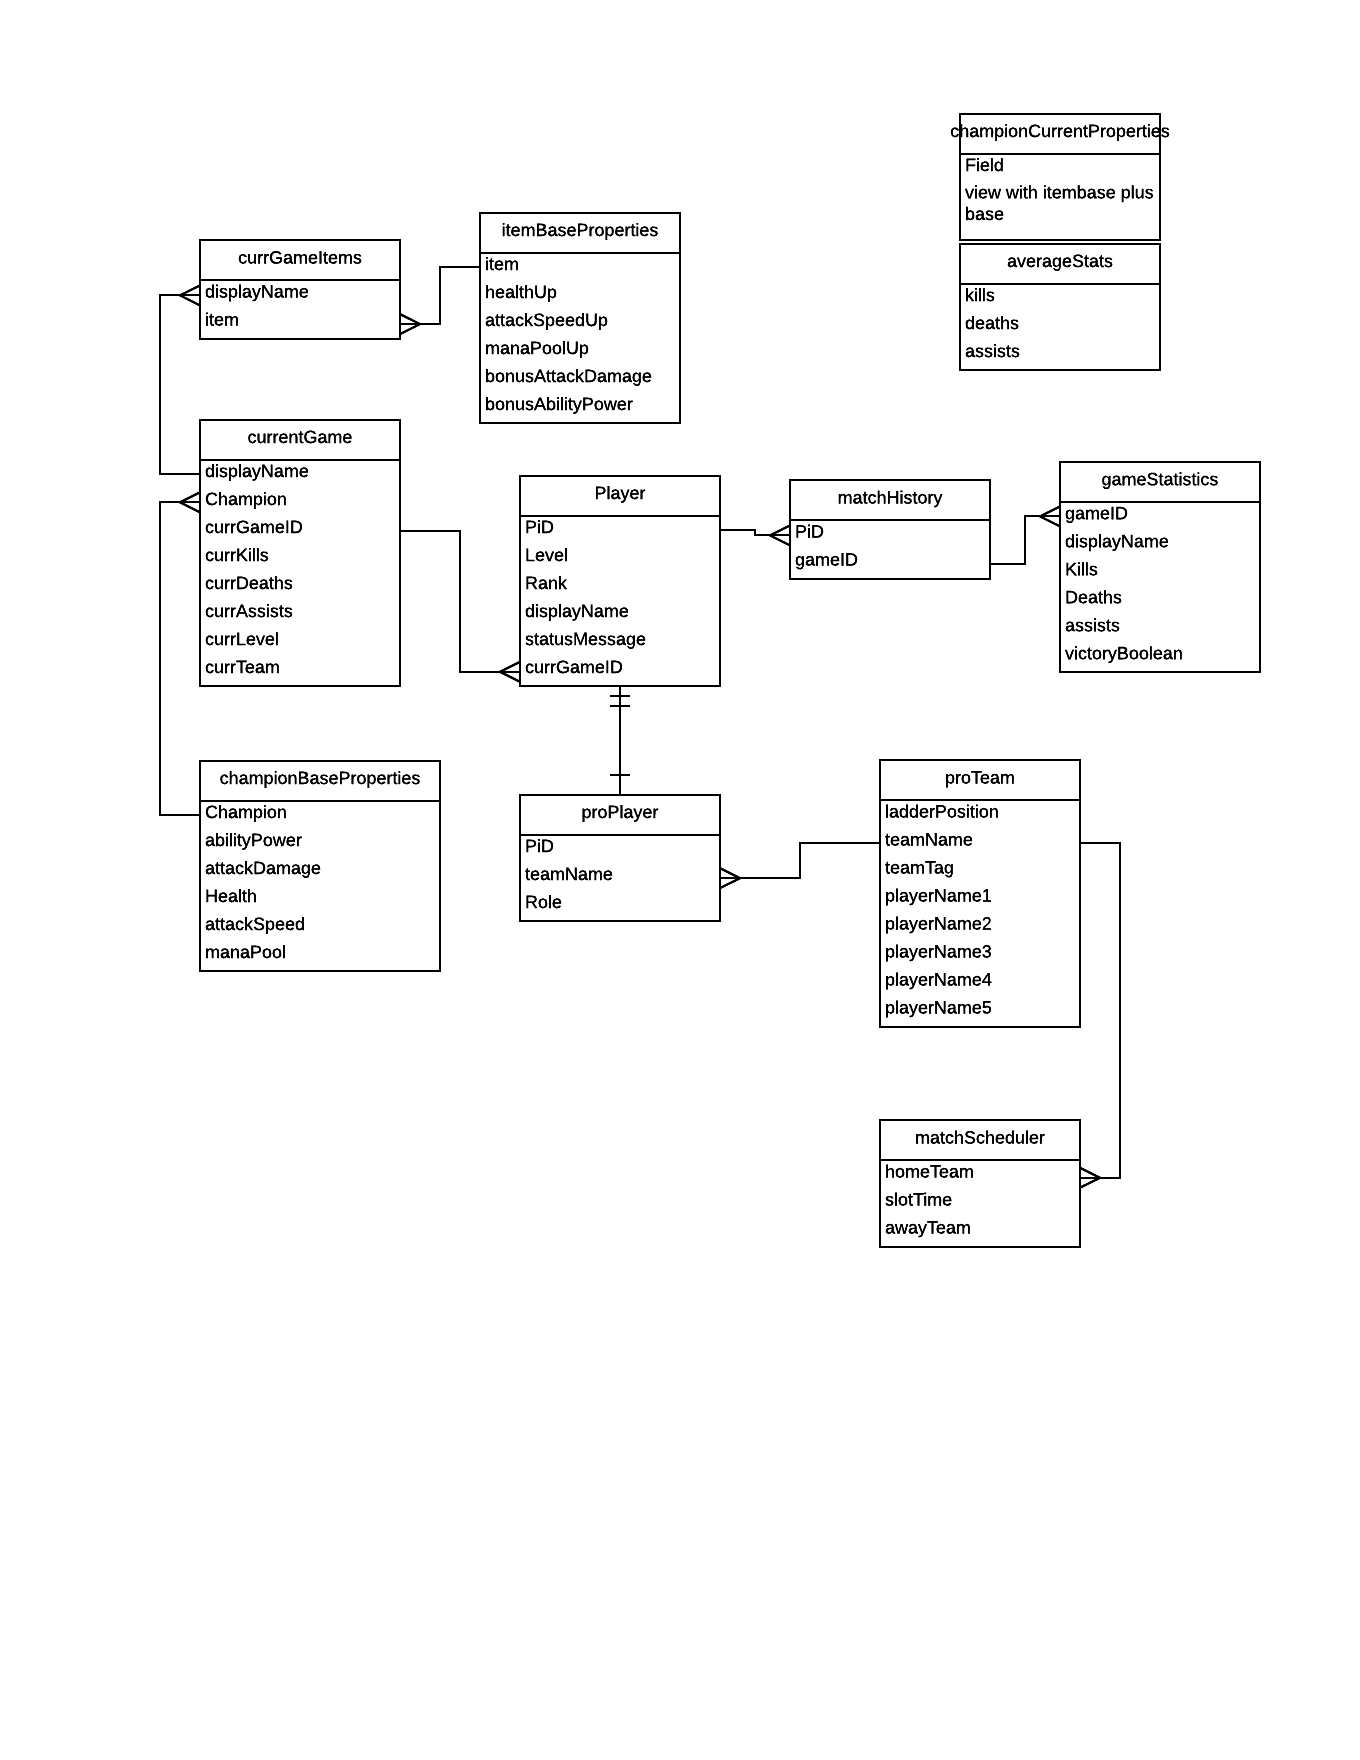 championCurrentProperties
Field
view with itembase plus
base
averageStats
kills
deaths
assists
itemBaseProperties
item
healthUp
attackSpeedUp
manaPoolUp
bonusAttackDamage
bonusAbilityPower
currGameItems
displayName
item
currentGame
displayName
Champion
currGameID
currKills
currDeaths
currAssists
currLevel
currTeam
Player
PiD
Level
Rank
displayName
statusMessage
currGameID
matchHistory
PiD
gameID
gameStatistics
gameID
displayName
Kills
Deaths
assists
victoryBoolean
championBaseProperties
Champion
abilityPower
attackDamage
Health
attackSpeed
manaPool
proPlayer
PiD
teamName
Role
proTeam
ladderPosition
teamName
teamTag
playerName1
playerName2
playerName3
playerName4
playerName5
matchScheduler
homeTeam
slotTime
awayTeam